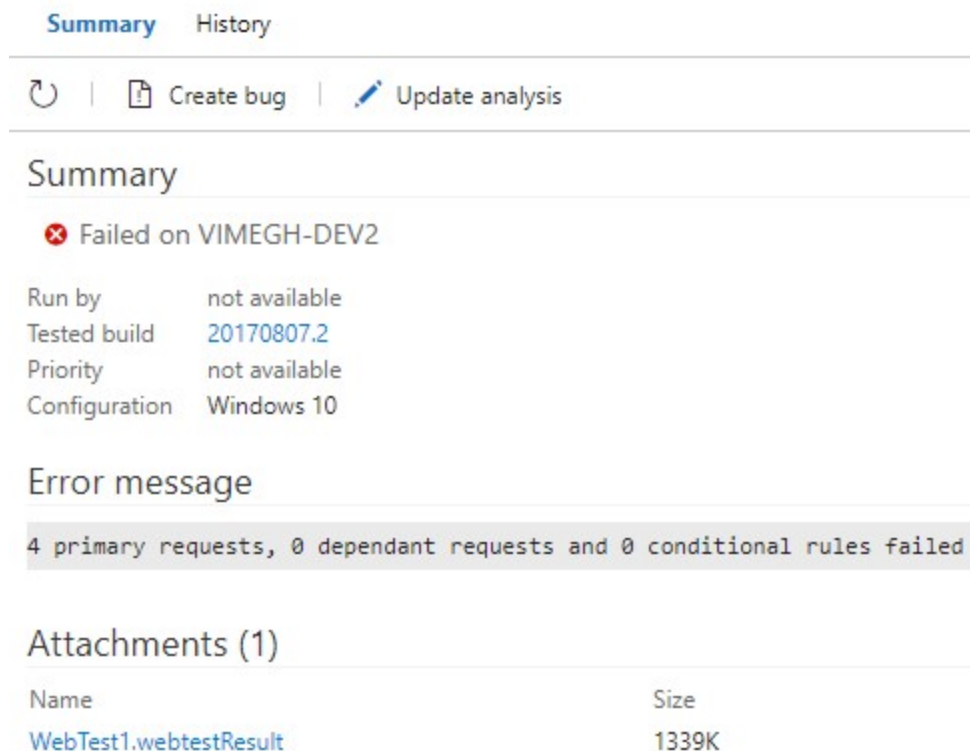 Summary History
Create bug Update analysis
Summary
Failed on VIMEGH-DEV2
Run by not available
Tested build 20170807.2
Priority not available
Configuration Windows 10
Error message
4 primary requests, 0 dependant requests and 0 conditional rules failed
Attachments (1)
Name Size
WebTest1.webtestResult 1339K